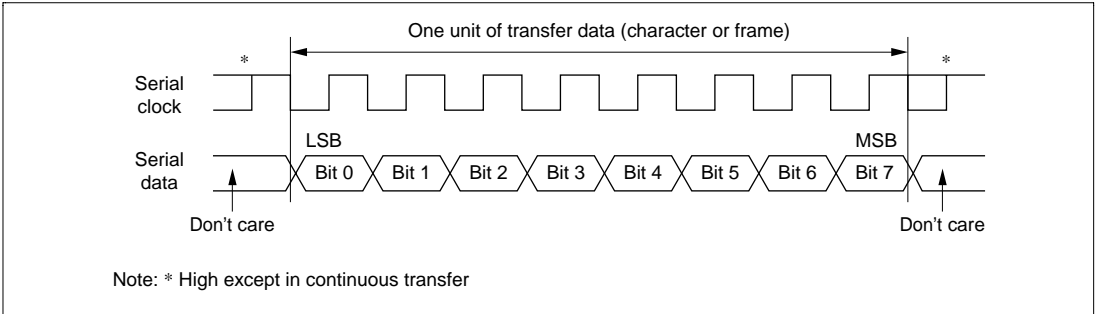 One unit of transfer data (character or frame)
* *
Serial
clock
LSB MSB
Serial
data
Bit 0 Bit 1 Bit 2 Bit 3 Bit 4 Bit 5 Bit 6 Bit 7
Don't care Don't care
Note: * High except in continuous transfer